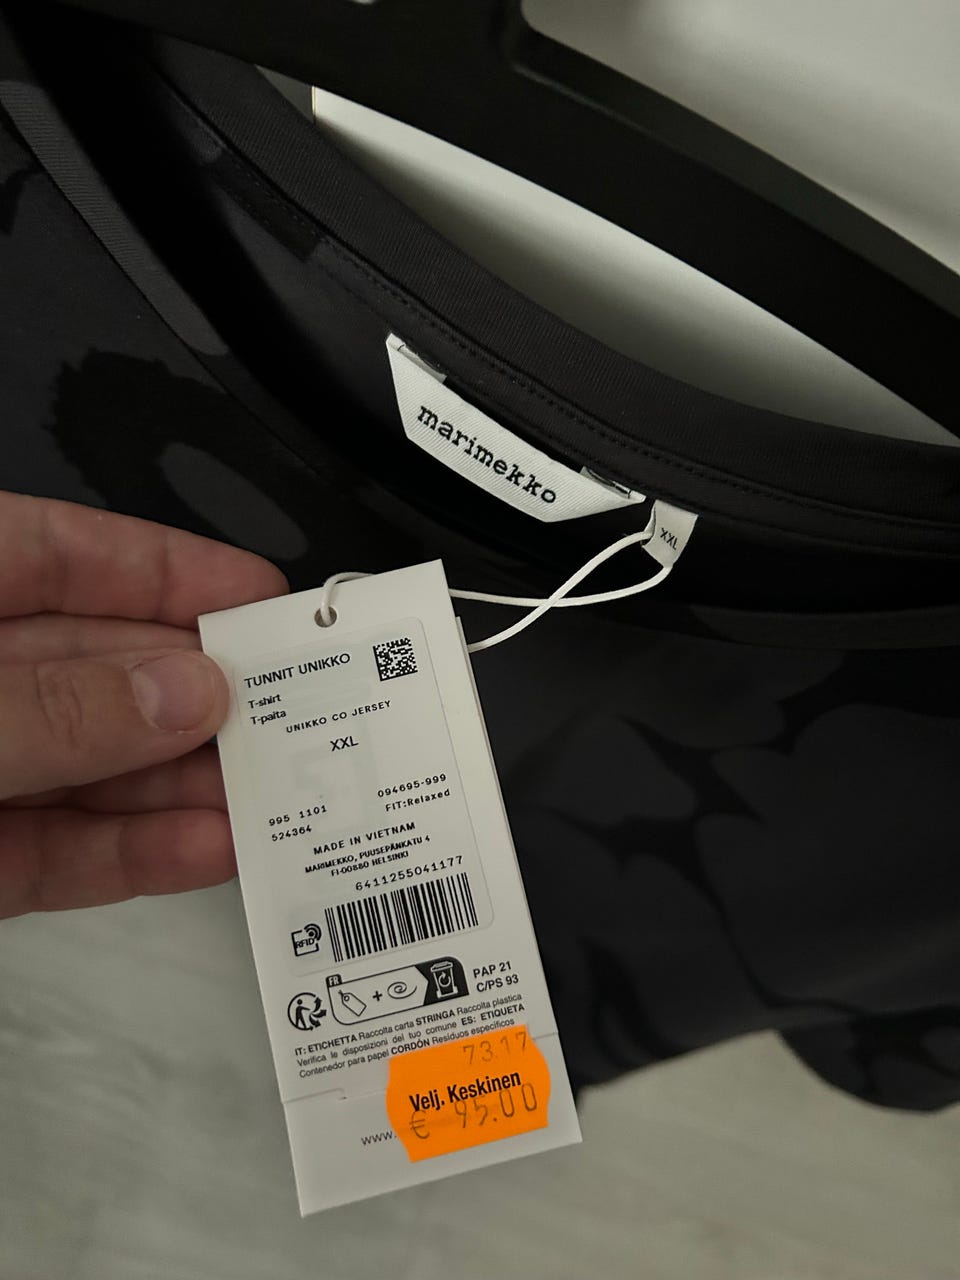 marimekko
XXL
TUNNIT UNIKKO
T-shirt
T-paita
UNIKKO CO JERSEY
XXL
094695-999
995 1101
FIT:Relaxed
524364
MADE IN VIETNAM
MARIMEKKO, PUUSEPÄNKATU 4
FI-00880 HELSINKI
6411255041177
RFID
FR
PAP 21
C/PS 93
IT: ETICHETTA Raccolta carta STRINGA Raccolta plastica
Verifica le disposizioni del tuo comune ES: ETIQUETA
Contenedor para papel CORDÓN Residuos específicos
73.17
Velj. Keskinen
€ 95.00
www.